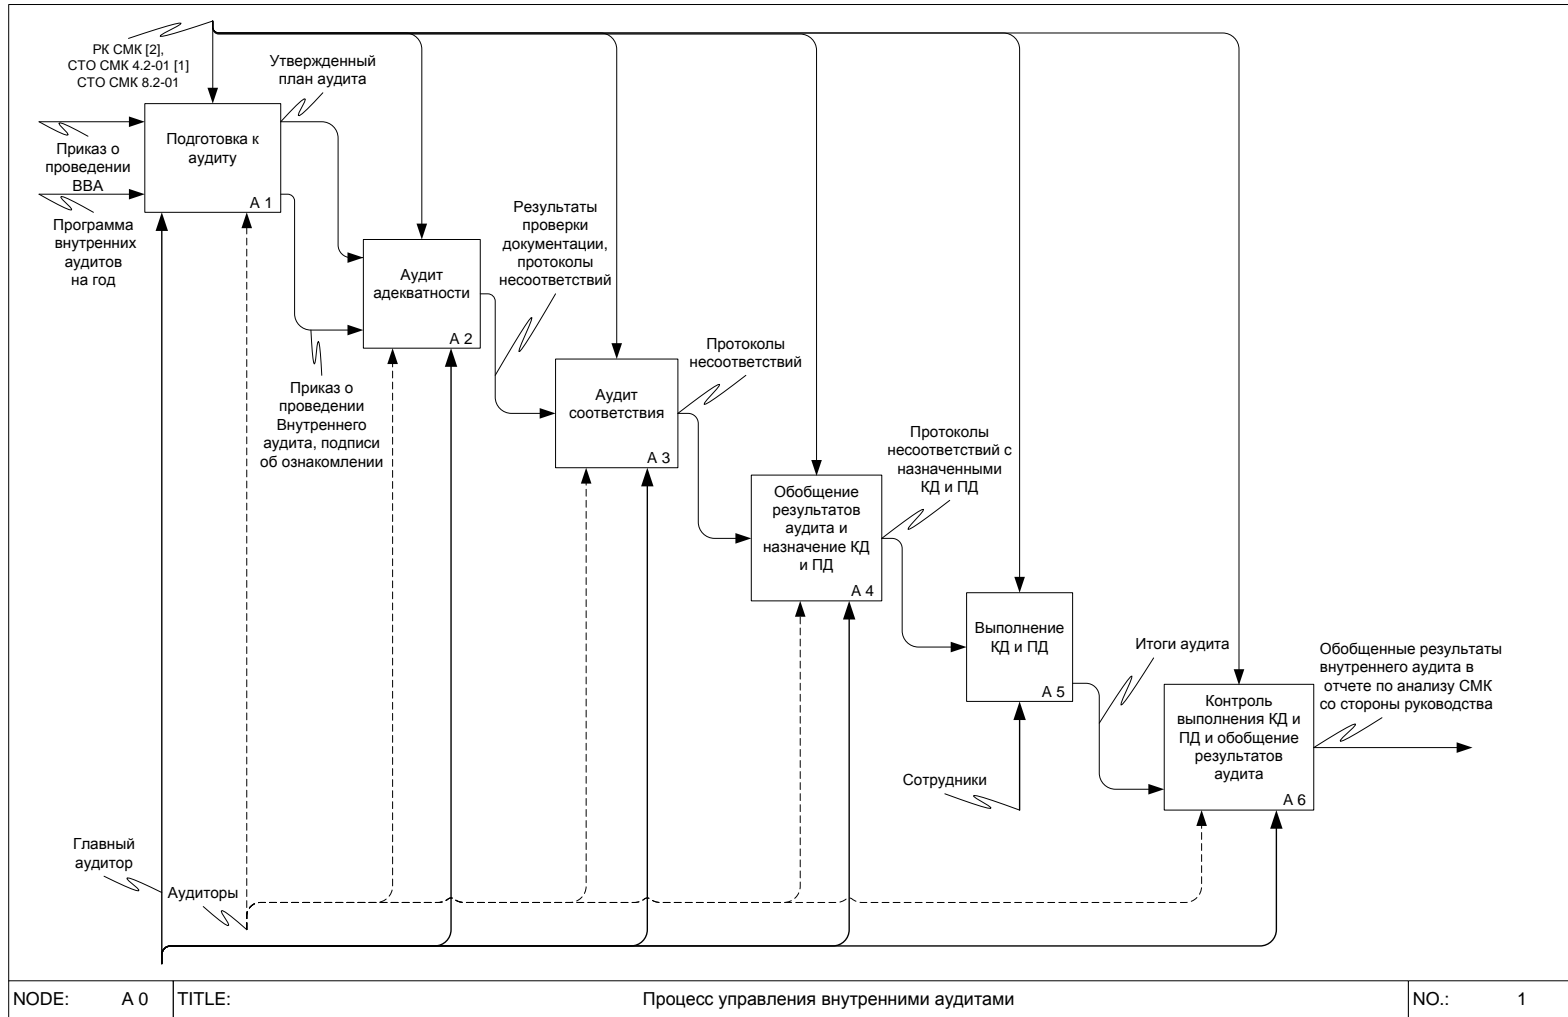 РК СМК [2],
СТО СМК 4.2-01 [1]
СТО СМК 8.2-01
Утвержденный
план аудита
Подготовка к
аудиту
А 1
Приказ о
проведении
ВВА
Программа
внутренних
аудитов
на год
Результаты
проверки
документации,
протоколы
несоответствий
Аудит
адекватности
А 2
Приказ о
проведении
Внутреннего
аудита, подписи
об ознакомлении
Протоколы
несоответствий
Аудит
соответствия
А 3
Протоколы
несоответствий с
назначенными
КД и ПД
Обобщение
результатов
аудита и
назначение КД
и ПД
А 4
Выполнение
КД и ПД
А 5
Итоги аудита
Обобщенные результаты
внутреннего аудита в
отчете по анализу СМК
со стороны руководства
Контроль
выполнения КД и
ПД и обобщение
результатов
аудита
А 6
Сотрудники
Главный
аудитор
Аудиторы
NODE: А 0 TITLE: Процесс управления внутренними аудитами NO.: 1